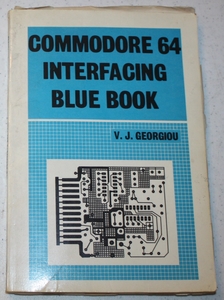 COMMODORE 64
INTERFACING
BLUE BOOK
V. J. GEORGIOU